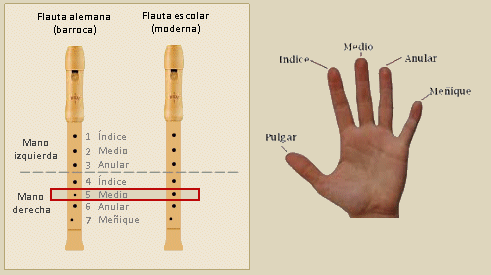 Flauta alemana
(barroca)
Flauta escolar
(moderna)
Mano
izquierda
1 Índice
2 Medio
3 Anular
Mano
derecha
4 Índice
5 Medio
6 Anular
7 Meñique
Indice
Medio
Anular
Meñique
Pulgar